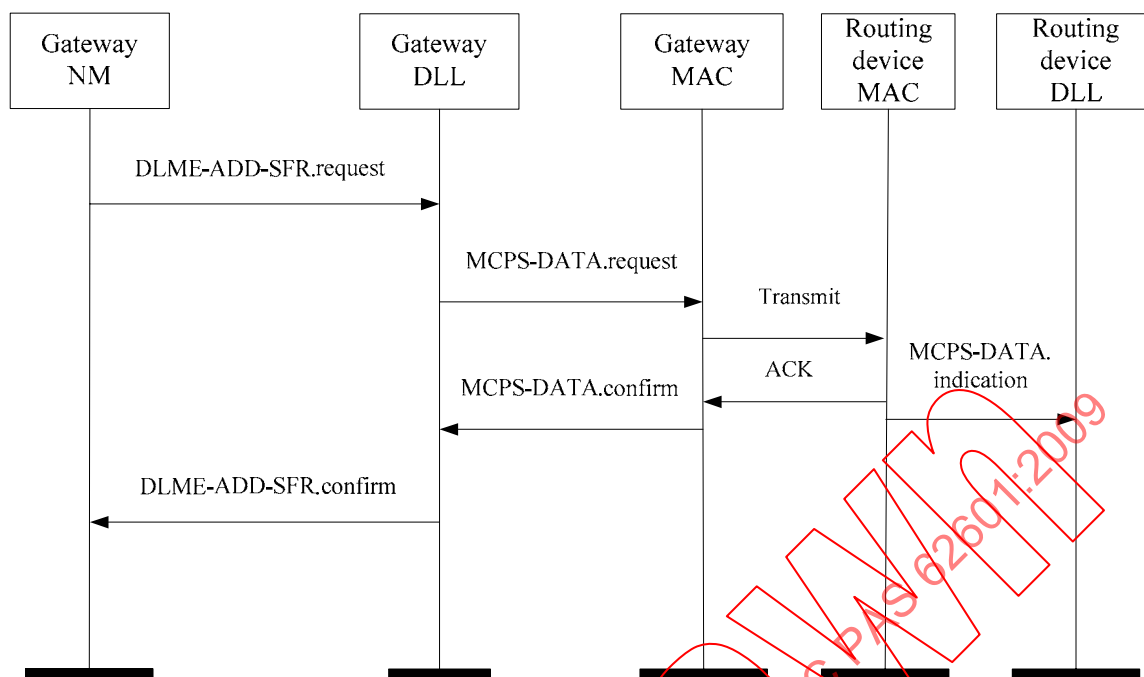 Gateway
NM
Gateway
DLL
Gateway
MAC
Routing
device
MAC
Routing
device
DLL
DLME-ADD-SFR.request
MCPS-DATA.request
Transmit
MCPS-DATA.
indication
ACK
MCPS-DATA.confirm
DLME-ADD-SFR.confirm
PAS 62601:2009